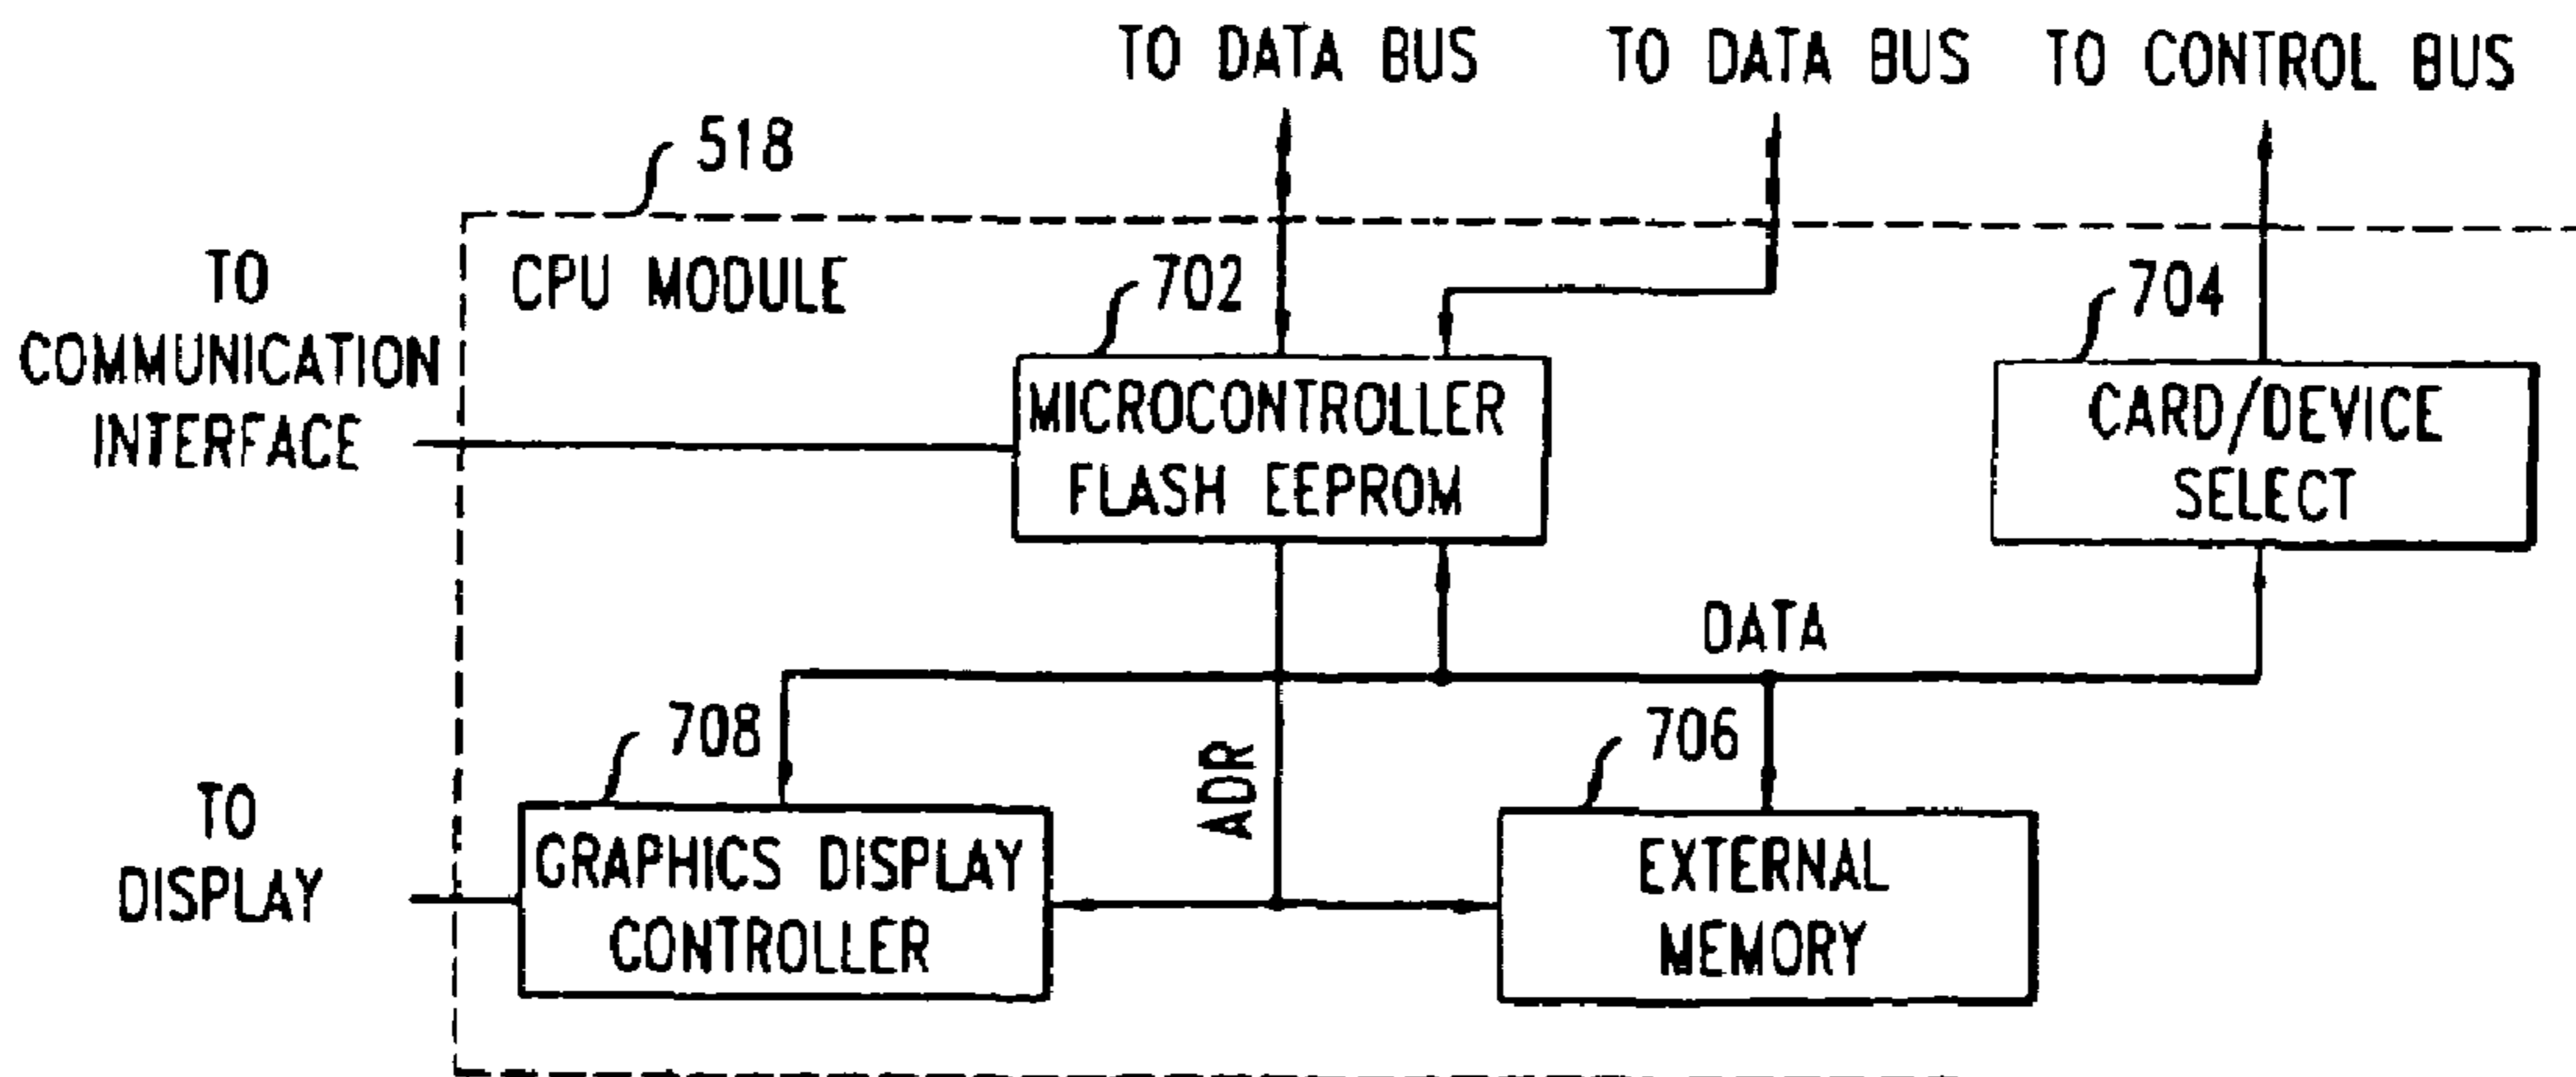 TO DATA BUS
TO DATA BUS
TO CONTROL BUS
518
TO
COMMUNICATION
INTERFACE
CPU MODULE
702
704
MICROCONTROLLER
FLASH EEPROM
CARD/DEVICE
SELECT
DATA
708
ADR
706
TO
DISPLAY
GRAPHICS DISPLAY
CONTROLLER
EXTERNAL
MEMORY